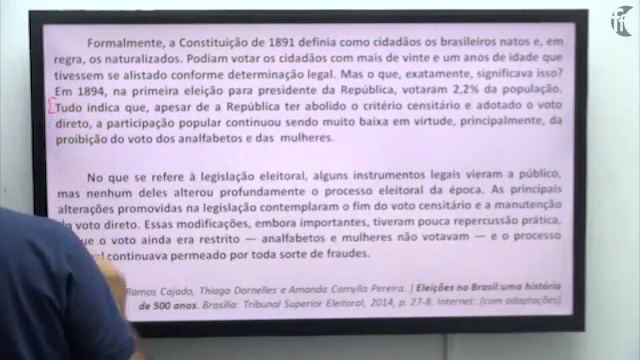 ff
Formalmente, a Constituição de 1891 definia como cidadãos os brasileiros natos e, em
regra, os naturalizados. Podiam votar os cidadãos com mais de vinte e um anos de idade que
tivessem se alistado conforme determinação legal. Mas o que, exatamente, significava isso?
Em 1894, na primeira eleição para presidente da República, votaram 2,2% da população.
Tudo indica que, apesar de a República ter abolido o critério censitário e adotado o voto
direto, a participação popular continuou sendo muito baixa em virtude, principalmente, da
proibição do voto dos analfabetos e das mulheres.
No que se refere à legislação eleitoral, alguns instrumentos legais vieram a público,
mas nenhum deles alterou profundamente o processo eleitoral da época. As principais
alterações promovidas na legislação contemplaram o fim do voto censitário e a manutenção
voto direto. Essas modificações, embora importantes, tiveram pouca repercussão prática,
o voto ainda era restrito — analfabetos e mulheres não votavam — e o processo
continuava permeado por toda sorte de fraudes.
Ramos Cajado, Thiago Dornelles e Amanda Camylla Pereira. | Eleições no Brasil:uma história
de 500 anos. Brasília: Tribunal Superior Eleitoral, 2014, p. 27-8. Internet: (com adaptações)